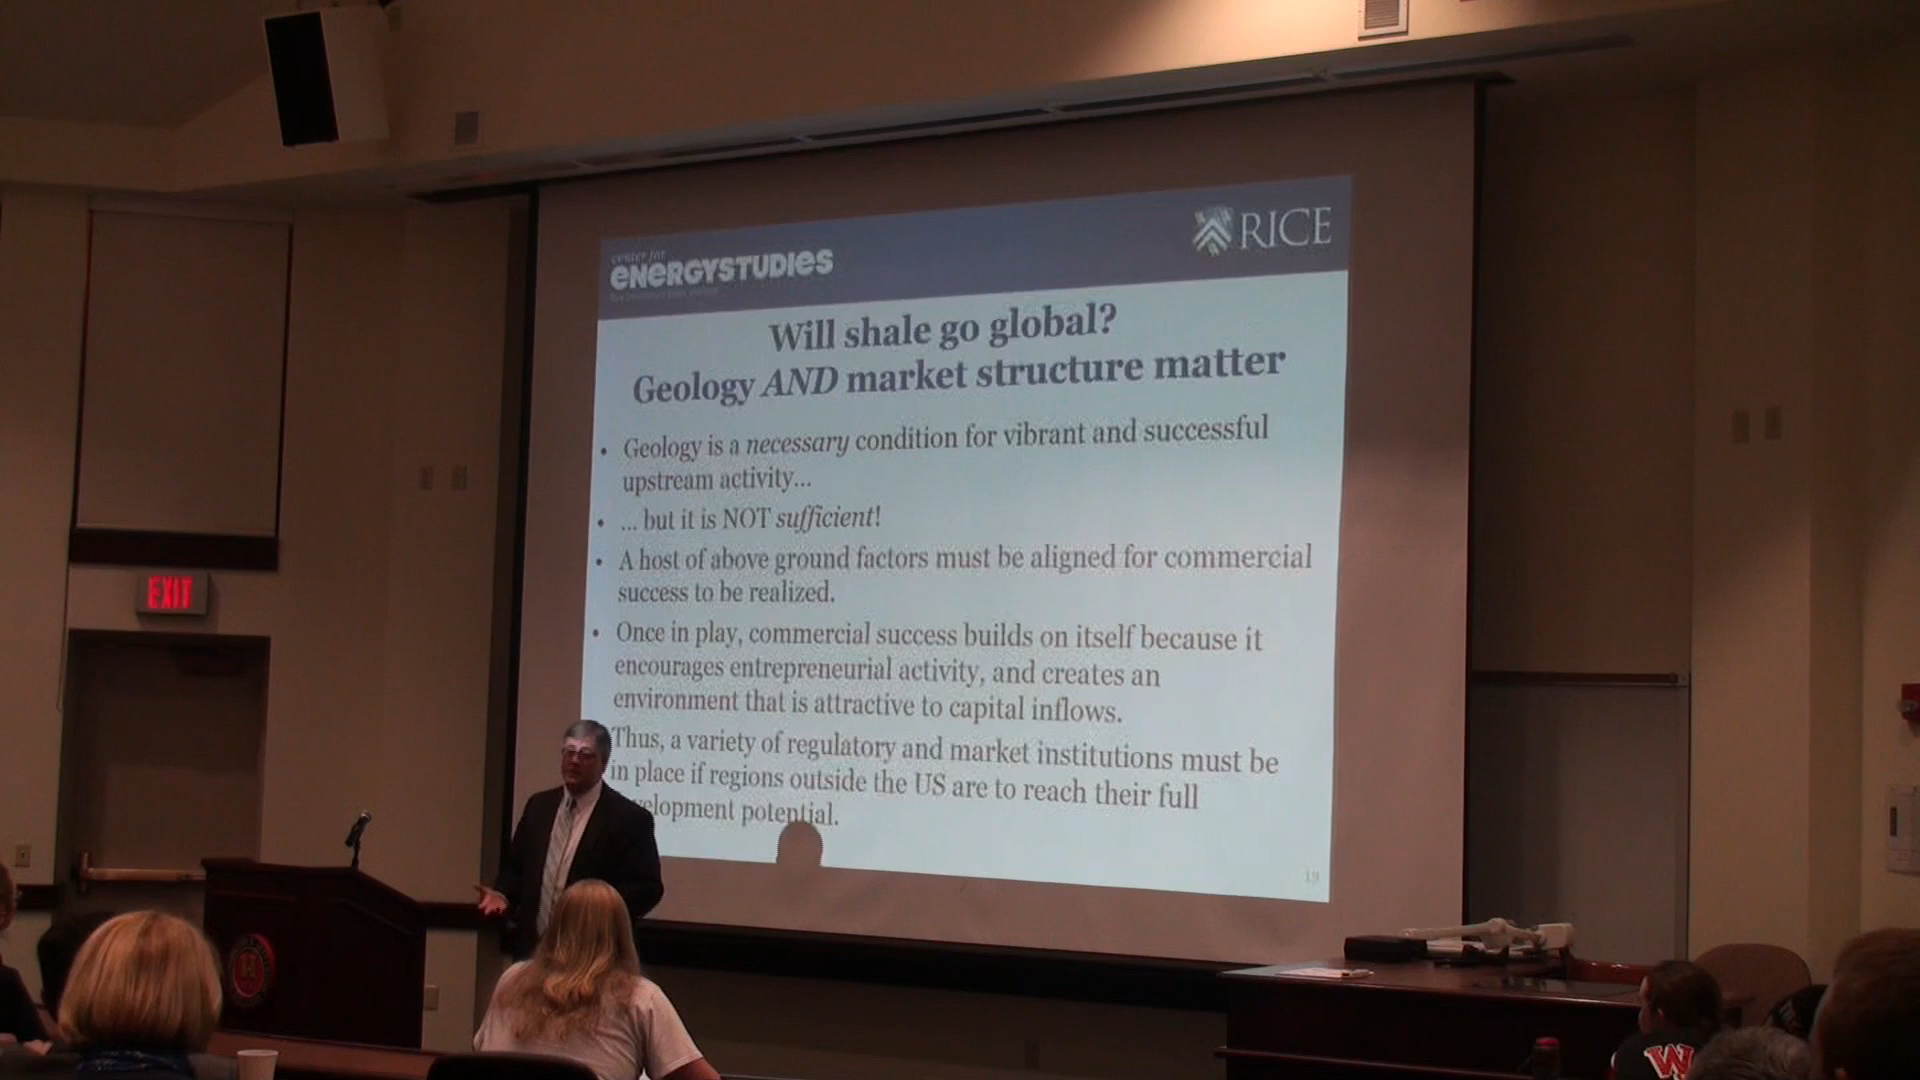 center for
ENERGYSTUDIES
RICE
Will shale go global?
Geology AND market structure matter
• Geology is a necessary condition for vibrant and successful
upstream activity...
• ... but it is NOT sufficient!
• A host of above ground factors must be aligned for commercial
success to be realized.
• Once in play, commercial success builds on itself because it
encourages entrepreneurial activity, and creates an
environment that is attractive to capital inflows.
Thus, a variety of regulatory and market institutions must be
in place if regions outside the US are to reach their full
potential.
19
EXIT
W